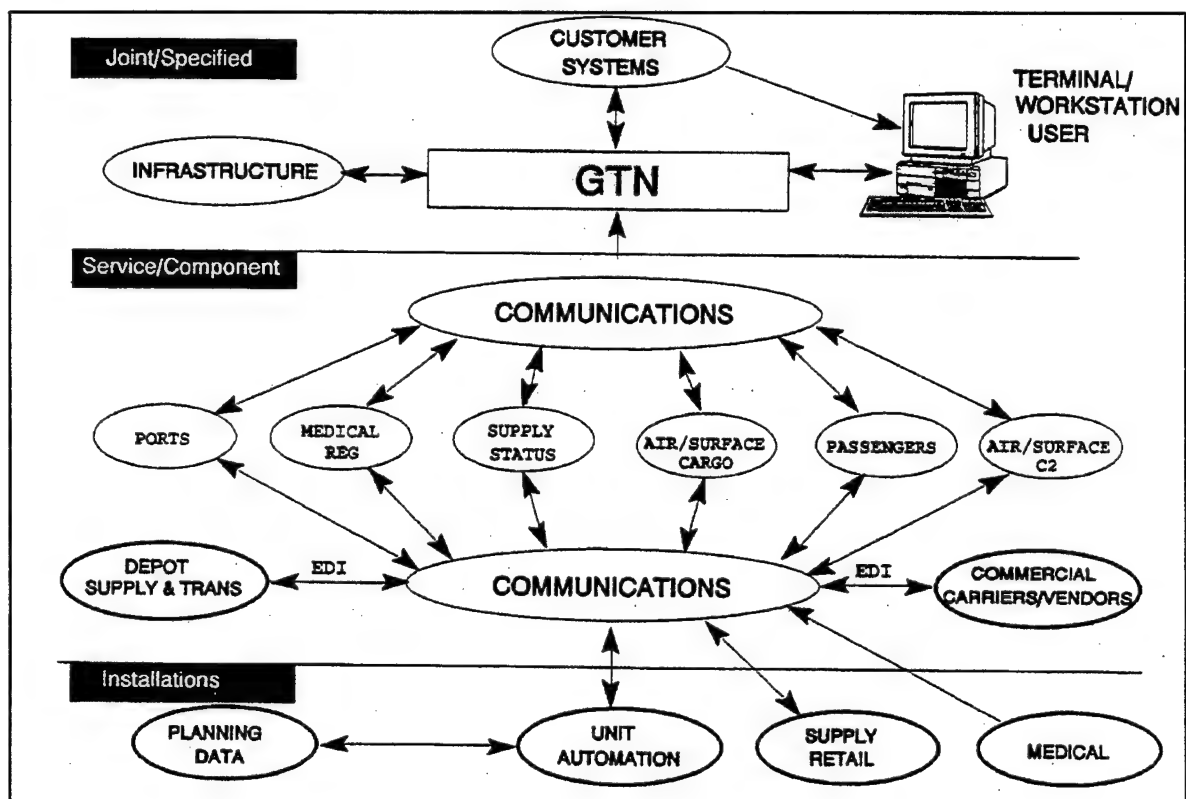 Joint/Specified
CUSTOMER
SYSTEMS
TERMINAL/
WORKSTATION
USER
INFRASTRUCTURE
GTN
Service/Component
COMMUNICATIONS
PORTS
MEDICAL
REG
SUPPLY
STATUS
AIR/SURFACE
CARGO
PASSENGERS
AIR/SURFACE
C2
DEPOT
SUPPLY & TRANS
EDI
COMMUNICATIONS
EDI
COMMERCIAL
CARRIERS/VENDORS
Installations
PLANNING
DATA
UNIT
AUTOMATION
SUPPLY
RETAIL
MEDICAL